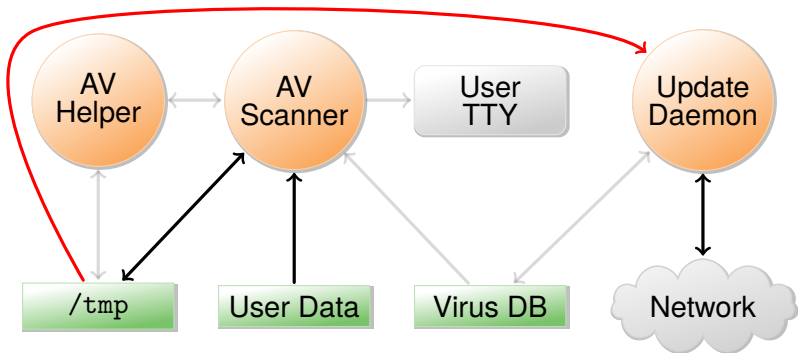 AV
Helper
AV
Scanner
User
TTY
Update
Daemon
/tmp
User Data
Virus DB
Network